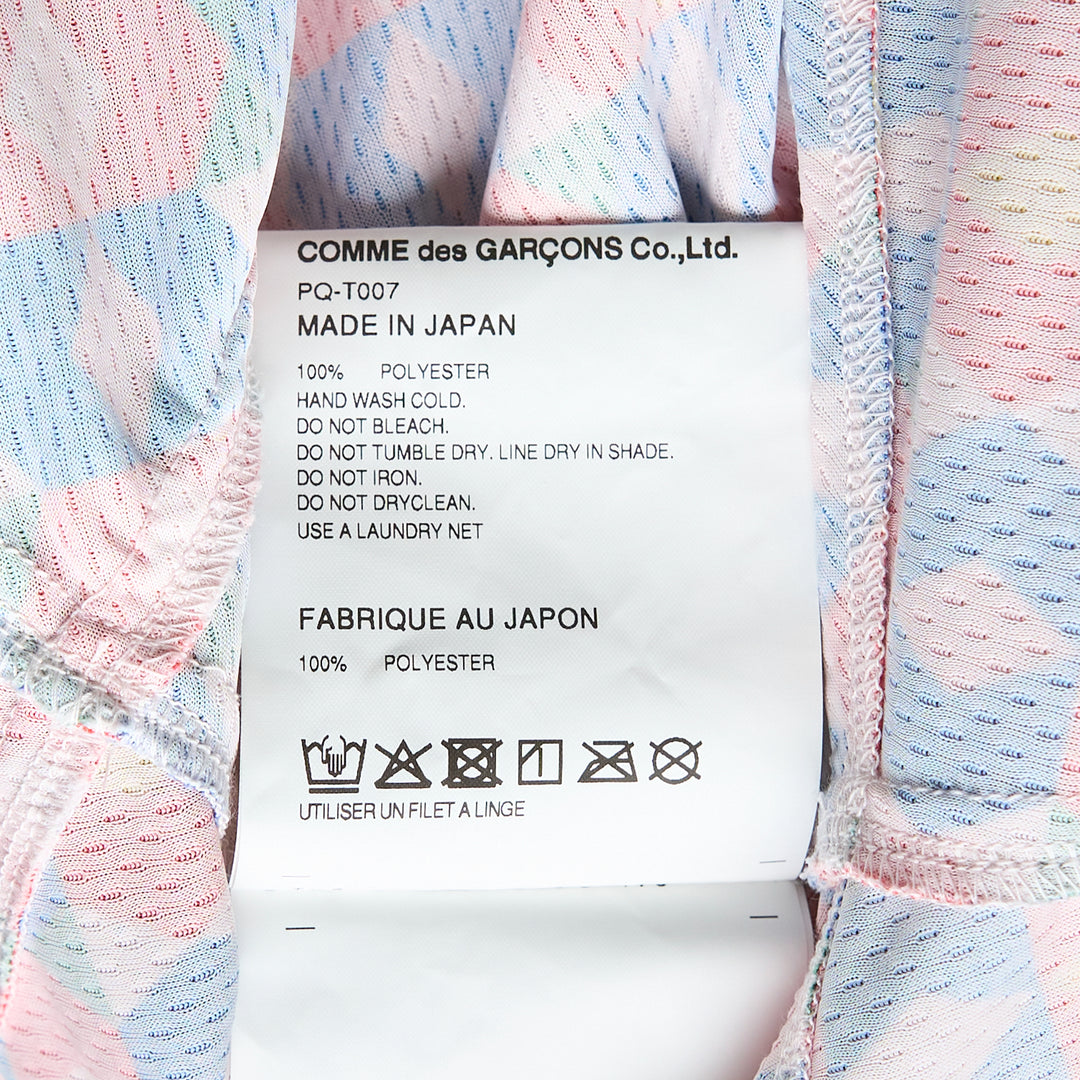 COMME des GARÇONS Co.,Ltd.
PQ-T007
MADE IN JAPAN
100% POLYESTER
HAND WASH COLD.
DO NOT BLEACH.
DO NOT TUMBLE DRY. LINE DRY IN SHADE.
DO NOT IRON.
DO NOT DRYCLEAN.
USE A LAUNDRY NET
FABRIQUE AU JAPON
100% POLYESTER
UTILISER UN FILET A LINGE